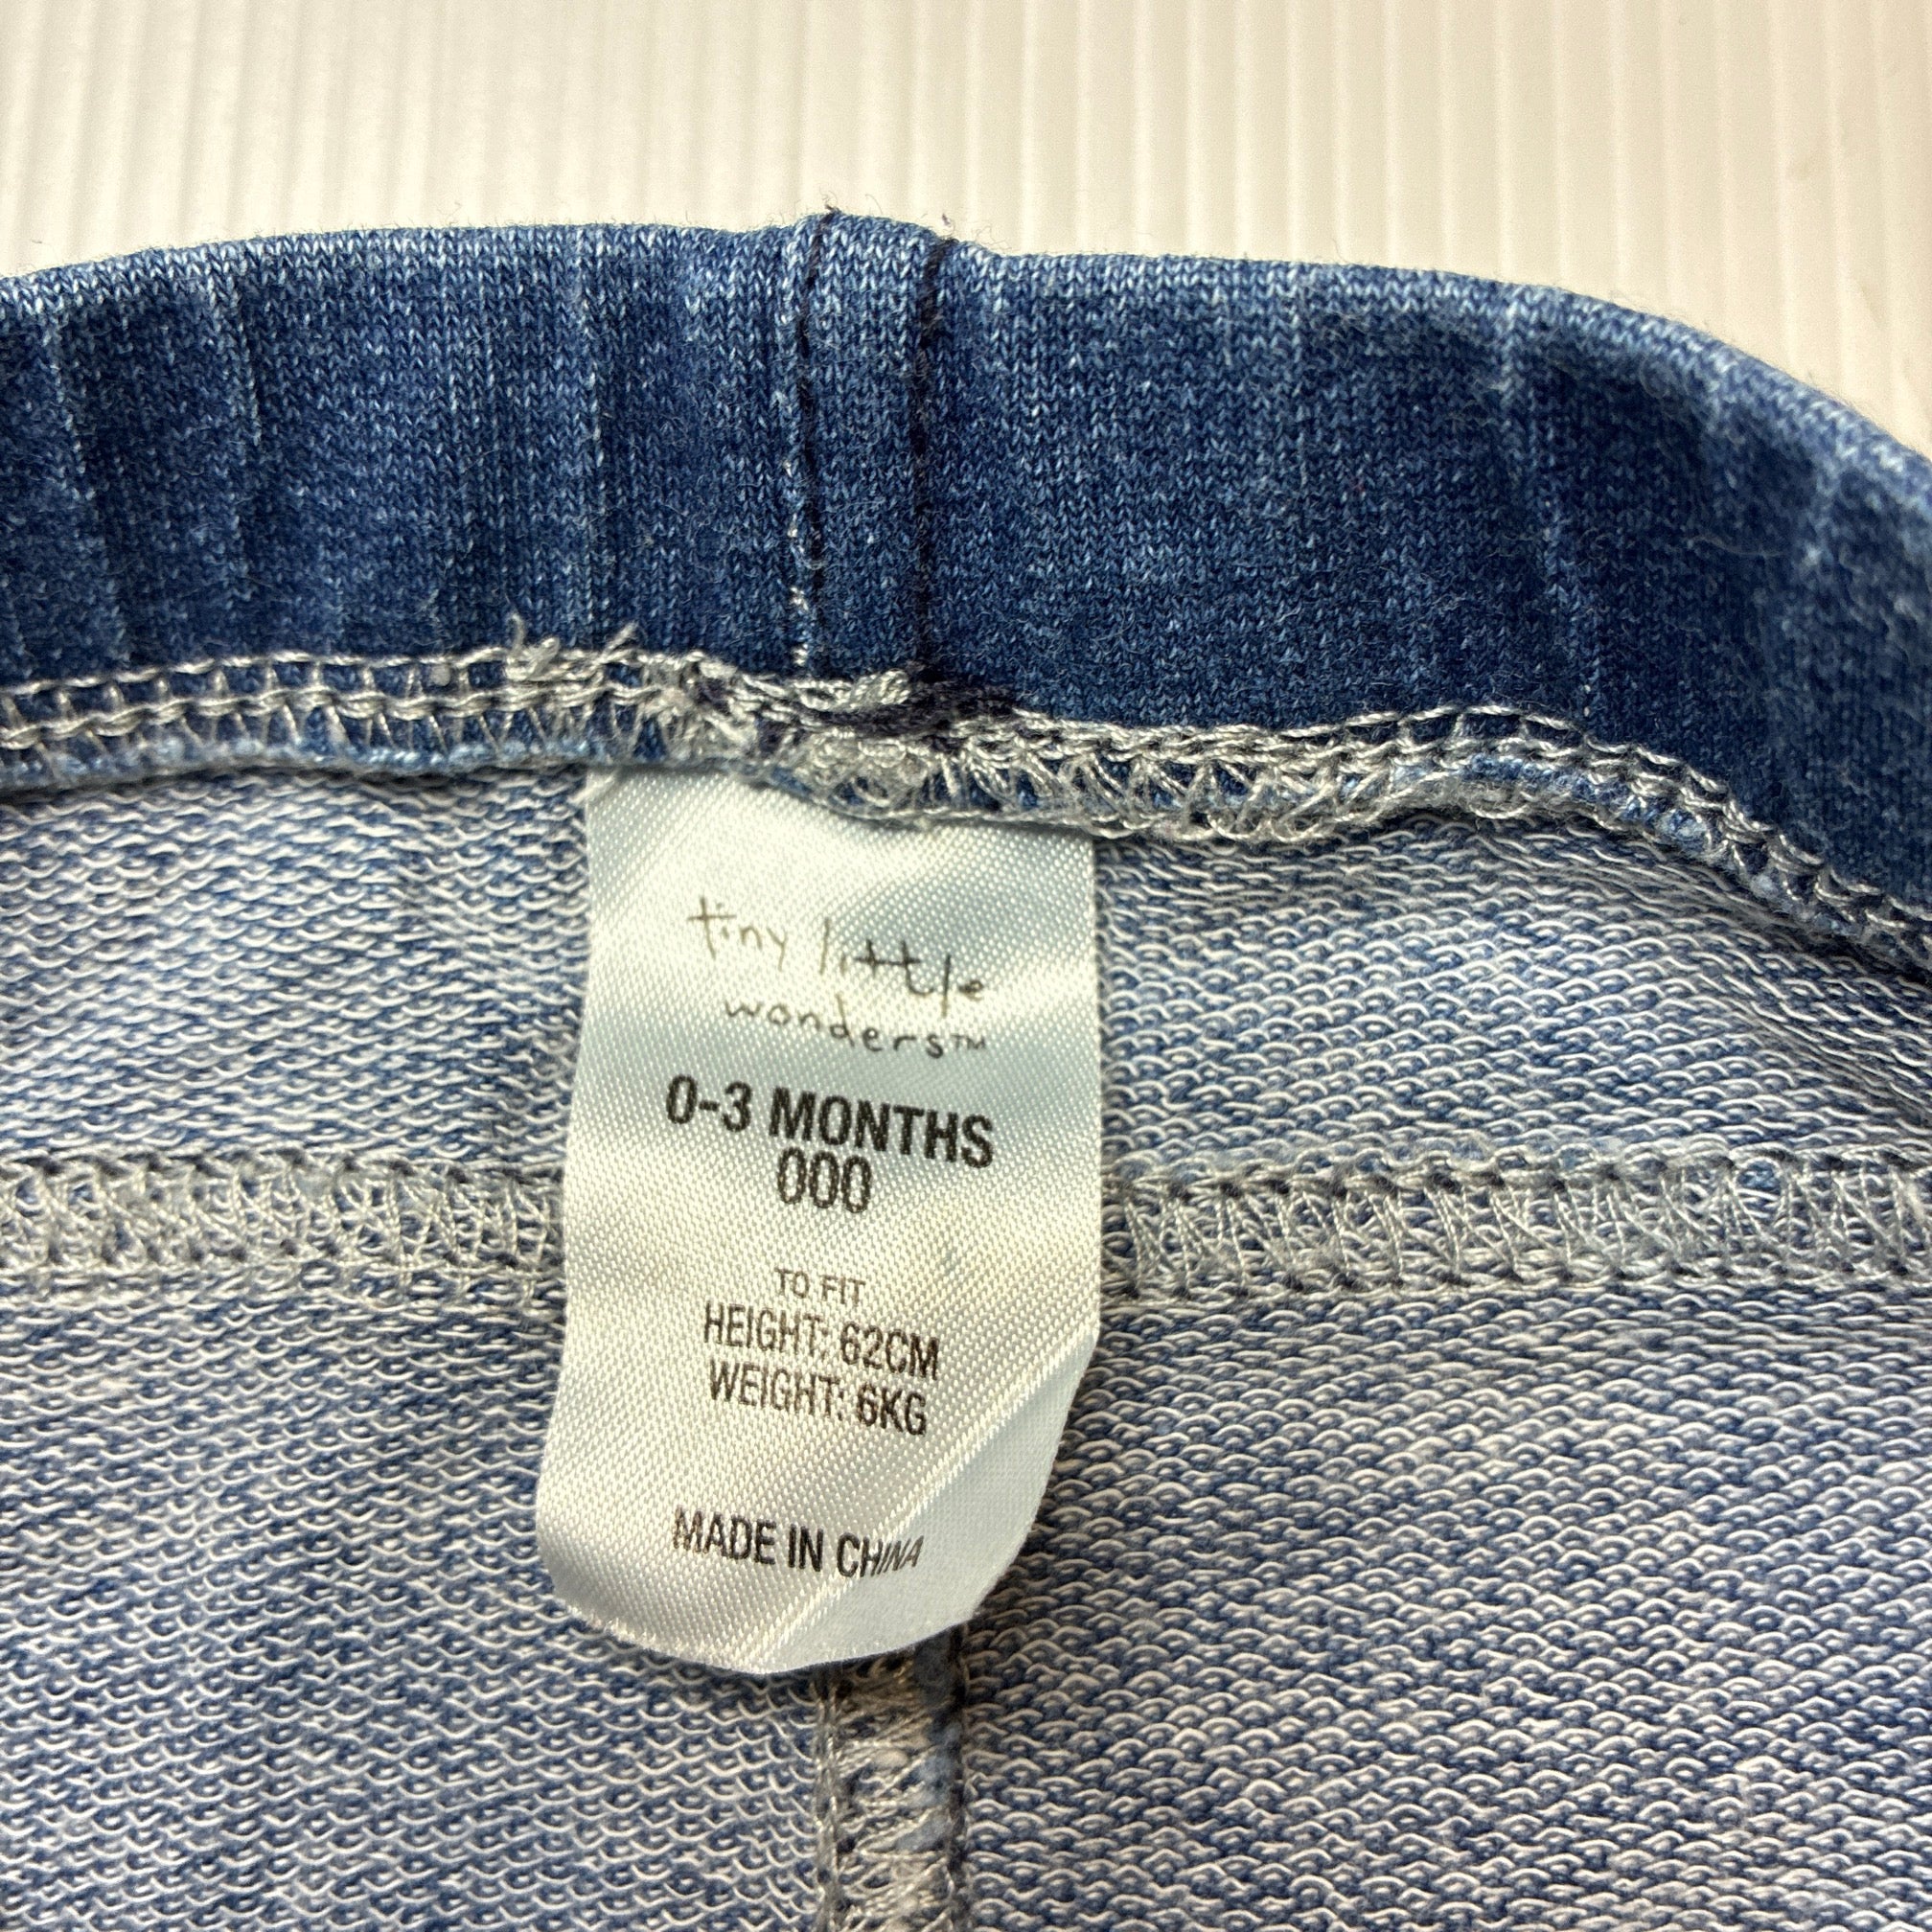 tiny little
wonders™
0-3 MONTHS
000
TO FIT
HEIGHT: 62CM
WEIGHT: 6KG
MADE IN CHINA